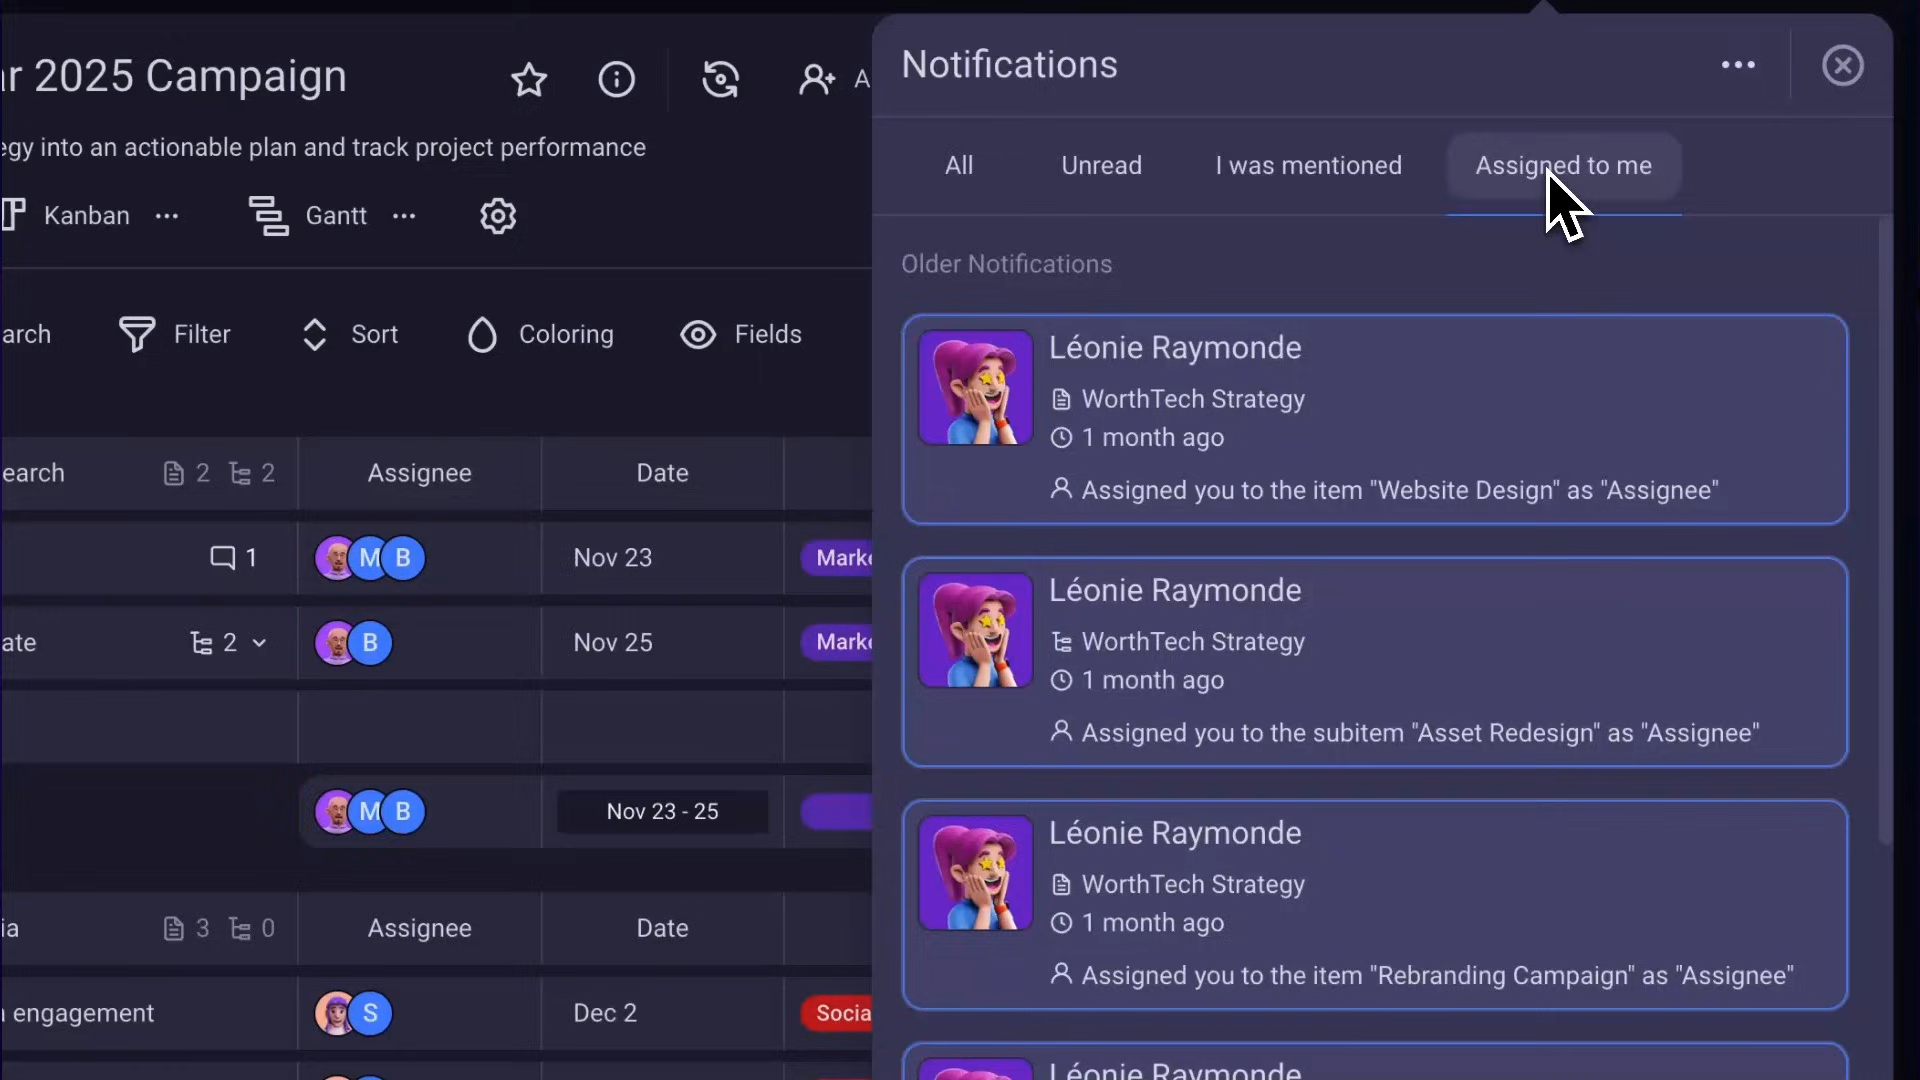 r 2025 Campaign
A
egy into an actionable plan and track project performance
Kanban
Gantt
arch
Filter
Sort
Coloring
Fields
earch
2
2
Assignee
Date
1
M
B
Nov 23
Mark
ate
2
B
Nov 25
Mark
M
B
Nov 23 - 25
ia
3
0
Assignee
Date
engagement
S
Dec 2
Socia
Notifications
All
Unread
I was mentioned
Assigned to me
Older Notifications
Léonie Raymonde
WorthTech Strategy
1 month ago
Assigned you to the item "Website Design" as "Assignee"
Léonie Raymonde
WorthTech Strategy
1 month ago
Assigned you to the subitem "Asset Redesign" as "Assignee"
Léonie Raymonde
WorthTech Strategy
1 month ago
Assigned you to the item "Rebranding Campaign" as "Assignee"
Léonie Raymonde